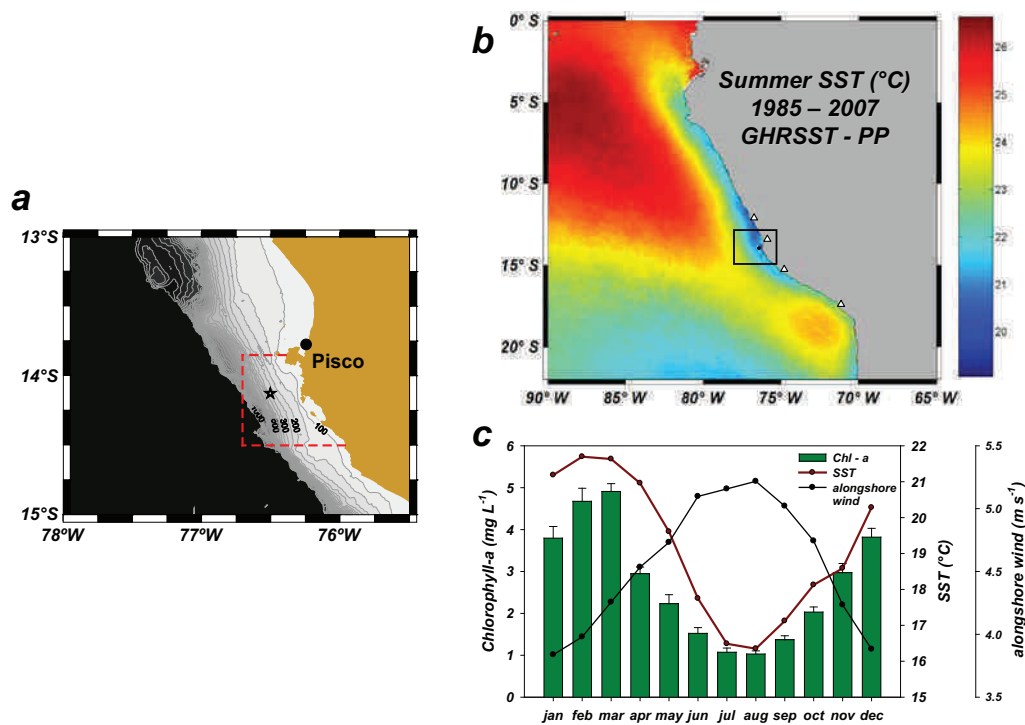 a
13°S
14°S
15°S
78°W
77°W
76°W
Pisco
600
300
200
100
b
0° S
5° S
10° S
15° S
20° S
90° W
85° W
80° W
75° W
70° W
65° W
Summer SST (°C)
1985 – 2007
GHRSST - PP
26
25
24
23
22
21
20
c
Chlorophyll-a (mg L-1)
6
5
4
3
2
1
0
Chl - a
SST
alongshore
wind
22
21
20
19
18
17
16
15
SST (°C)
5.5
5.0
4.5
4.0
3.5
alongshore wind (m s-1)
jan feb mar apr may jun jul aug sep oct nov dec